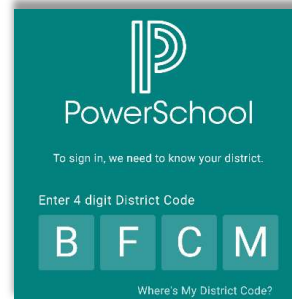 PowerSchool
To sign in, we need to know your district.
Enter 4 digit District Code
B F C M
Where's My District Code?